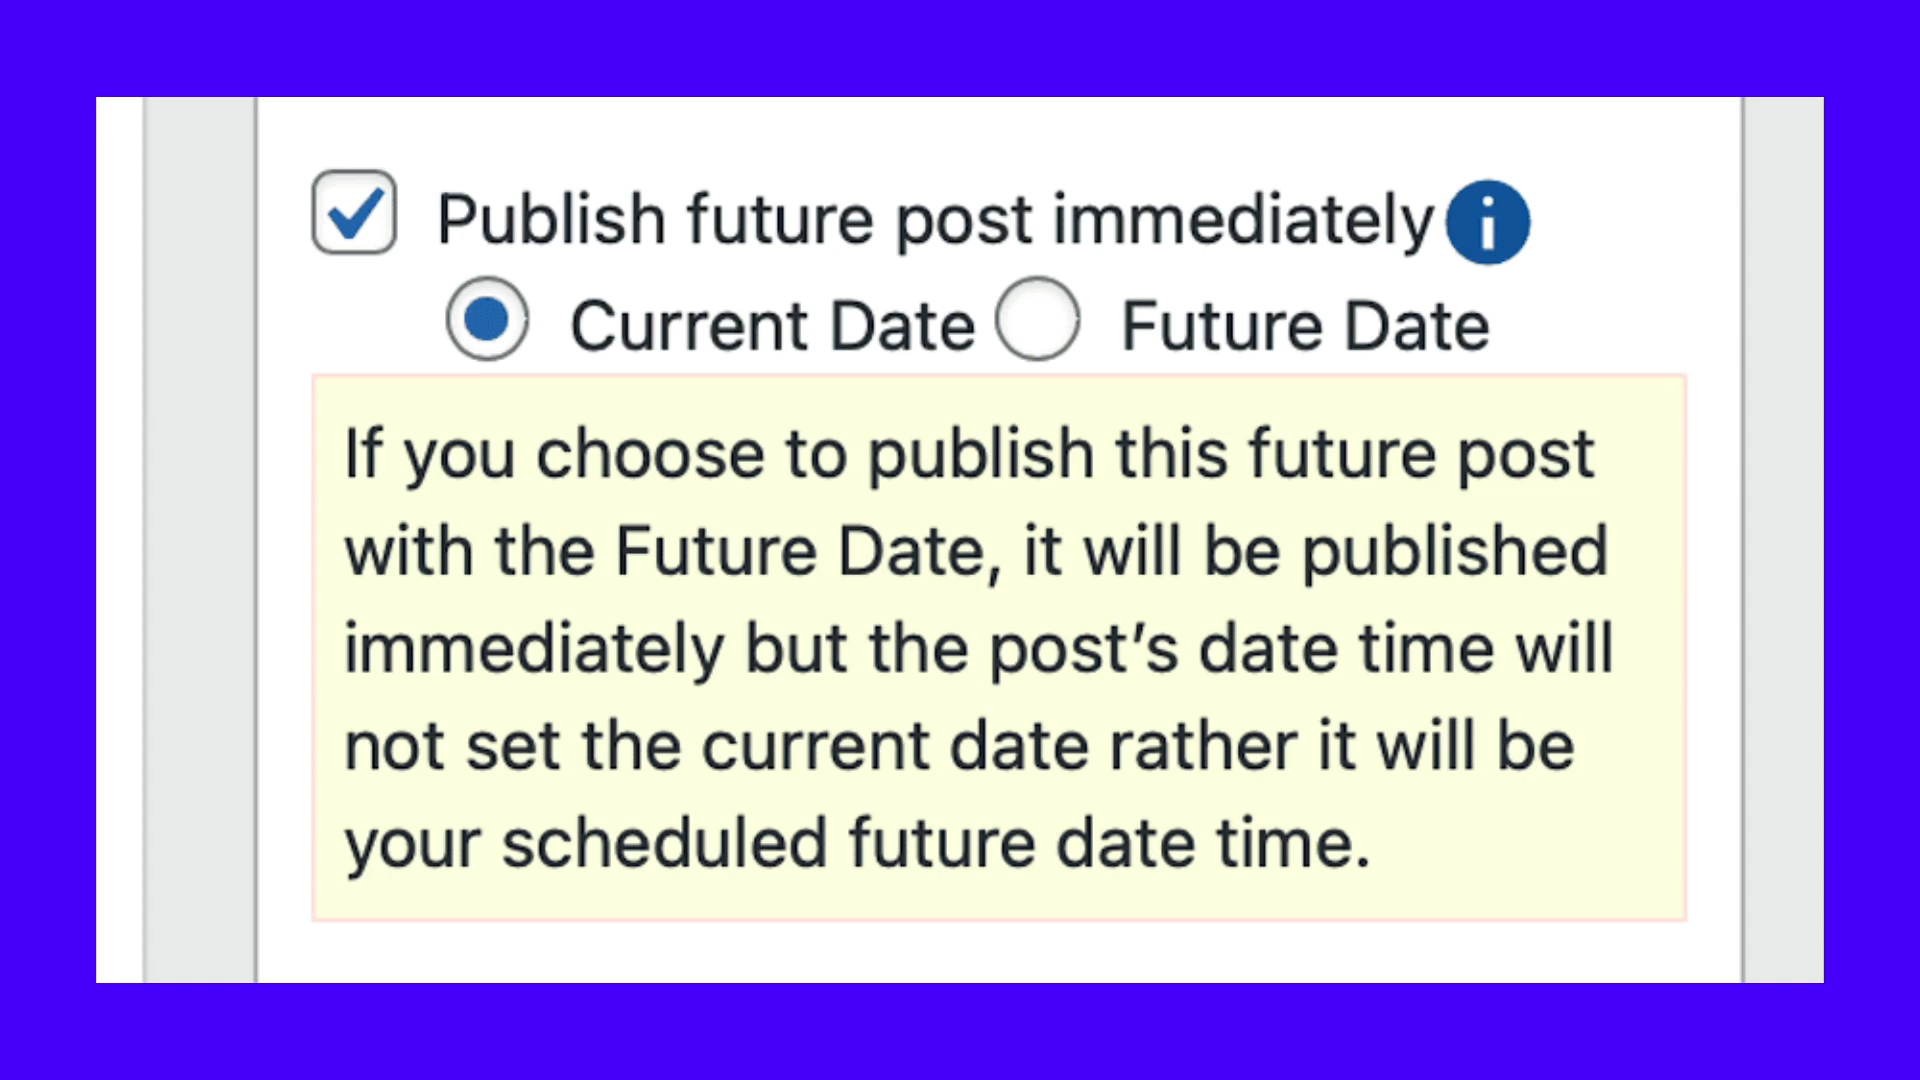 Publish future post immediately i
Current Date Future Date
If you choose to publish this future post
with the Future Date, it will be published
immediately but the post’s date time will
not set the current date rather it will be
your scheduled future date time.